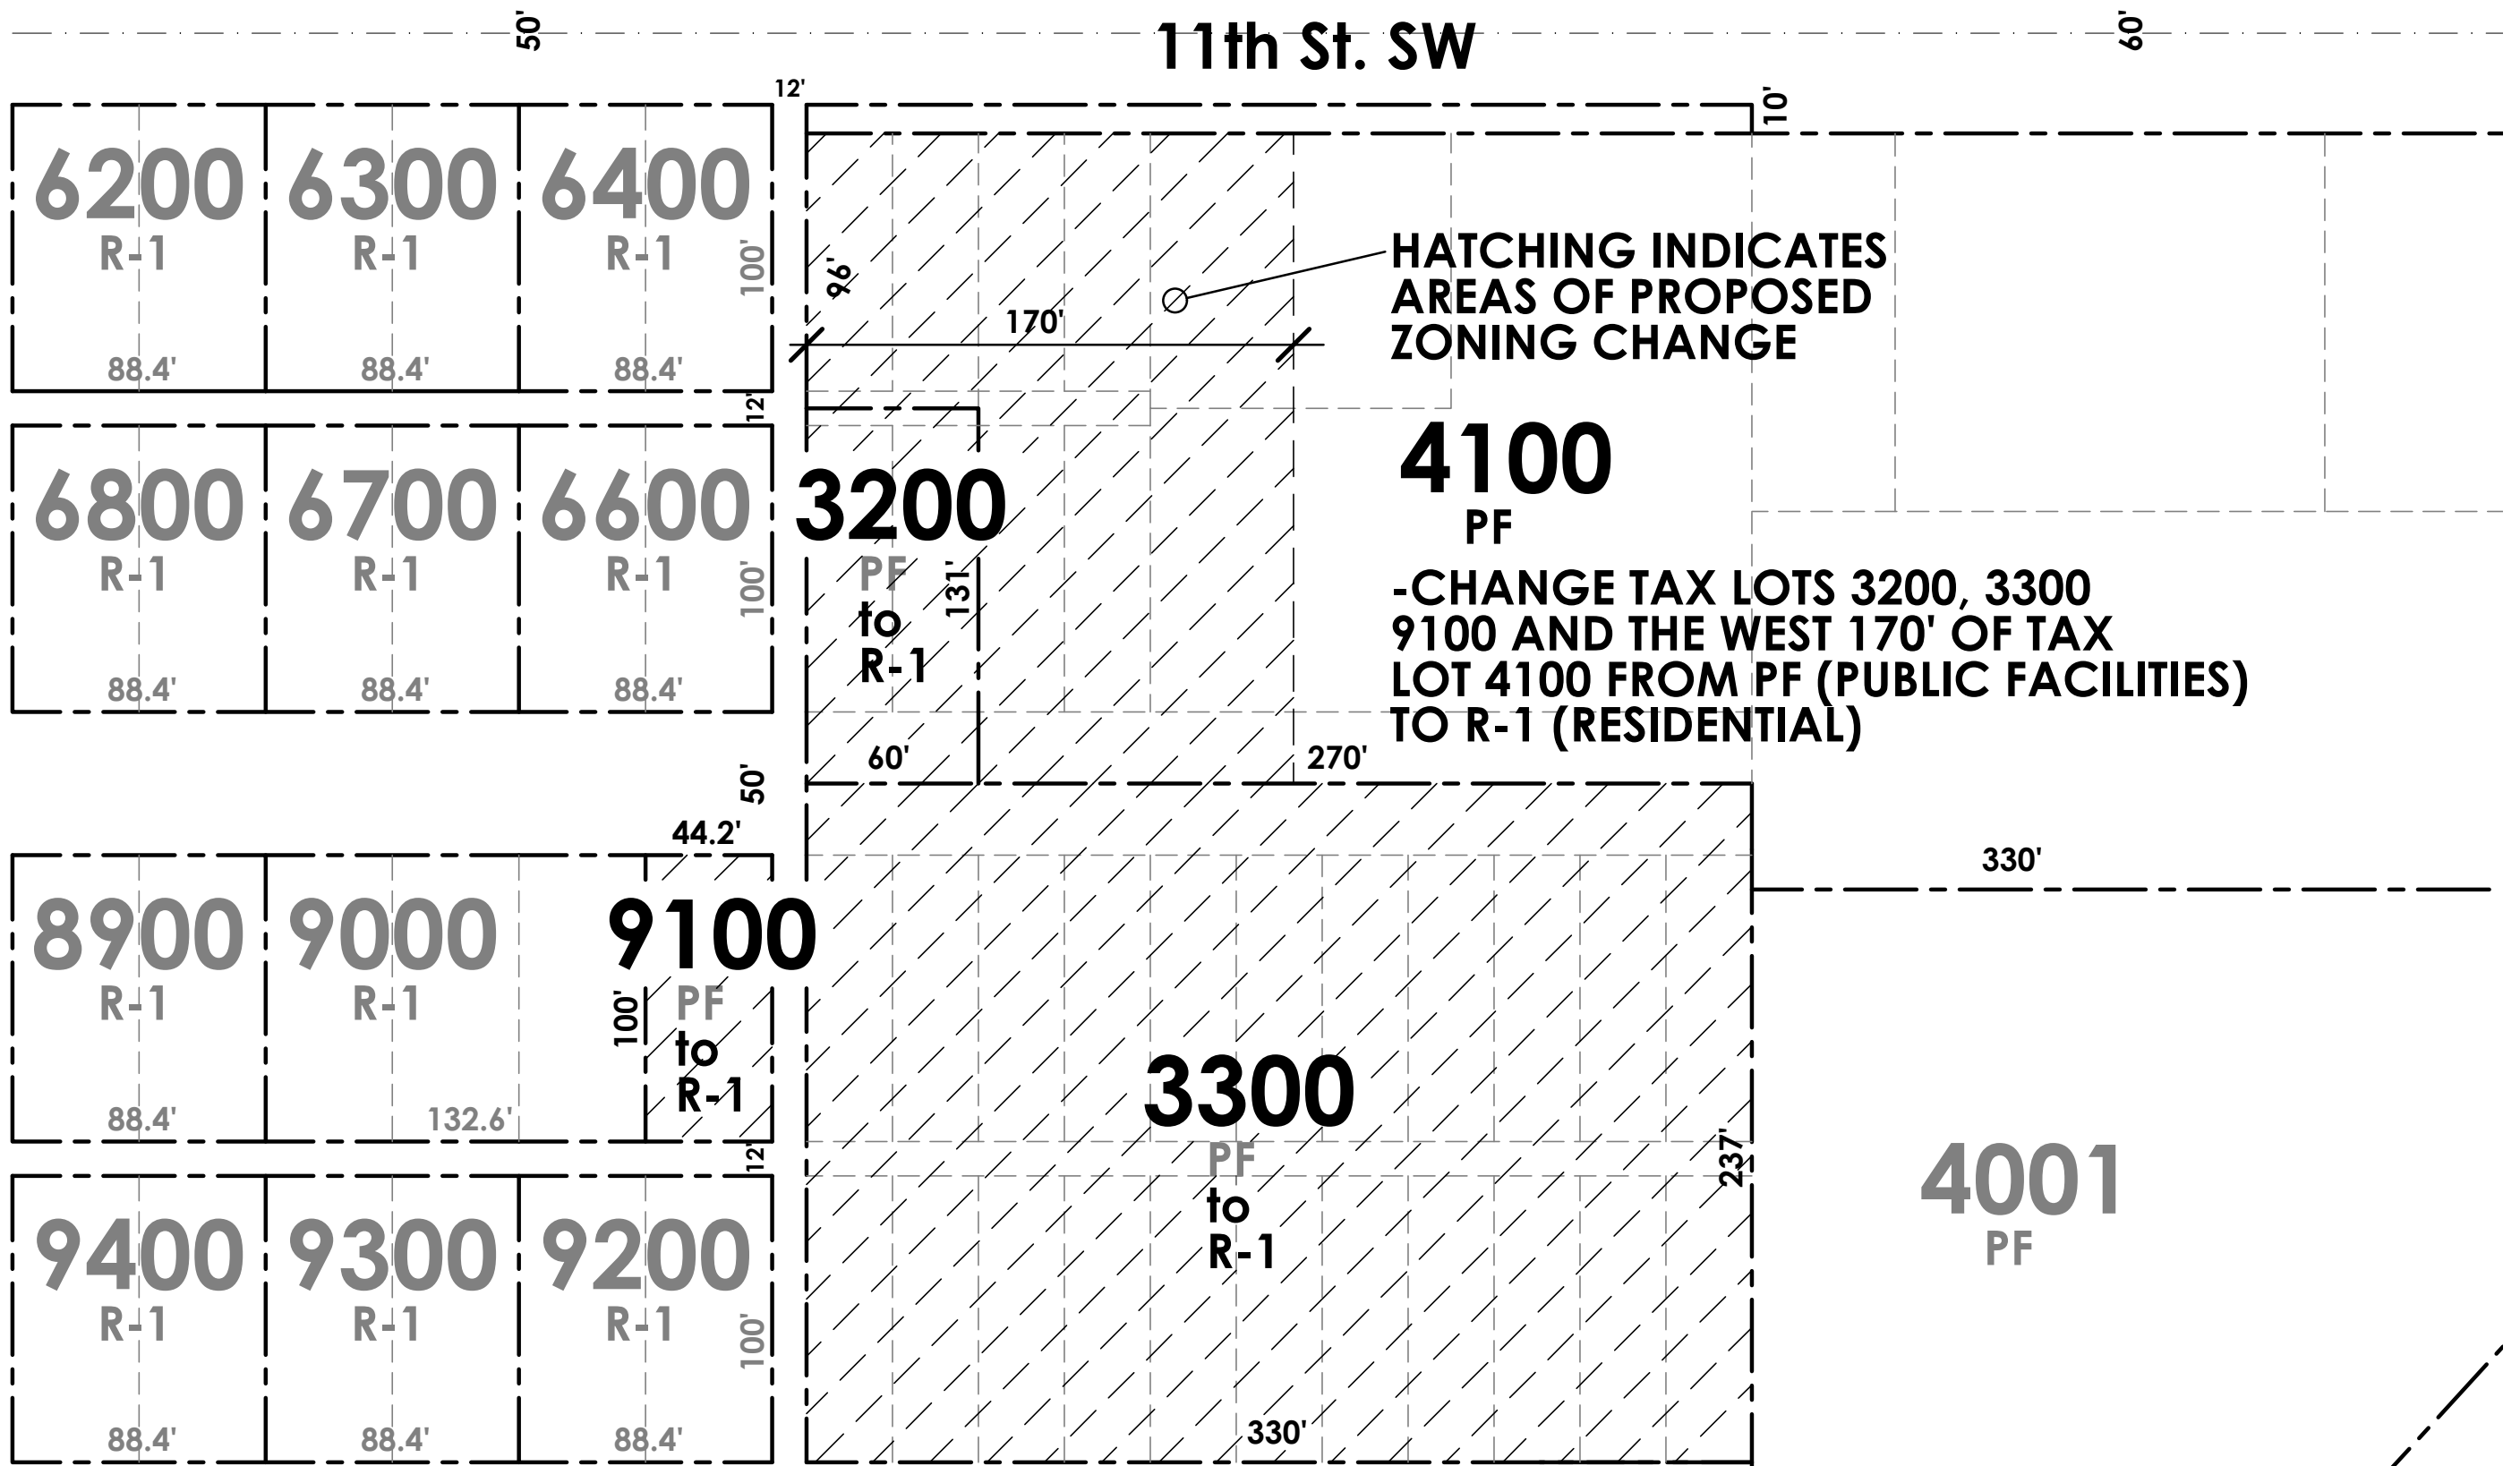 50'
11th St. SW
60'
12'
10'
6200
R-1
88.4'
6300
R-1
88.4'
6400
R-1
100'
88.4'
96'
170'
HATCHING INDICATES
AREAS OF PROPOSED
ZONING CHANGE
12'
6800
R-1
88.4'
6700
R-1
88.4'
6600
R-1
100'
88.4'
3200
PF
to
R-1
131'
60'
4100
PF
-CHANGE TAX LOTS 3200, 3300
9100 AND THE WEST 170' OF TAX
LOT 4100 FROM PF (PUBLIC FACILITIES)
TO R-1 (RESIDENTIAL)
270'
50'
44.2'
330'
8900
R-1
88.4'
9000
R-1
132.6'
9100
PF
to
R-1
100'
12'
3300
PF
to
R-1
237'
330'
4001
PF
9400
R-1
88.4'
9300
R-1
88.4'
9200
R-1
100'
88.4'